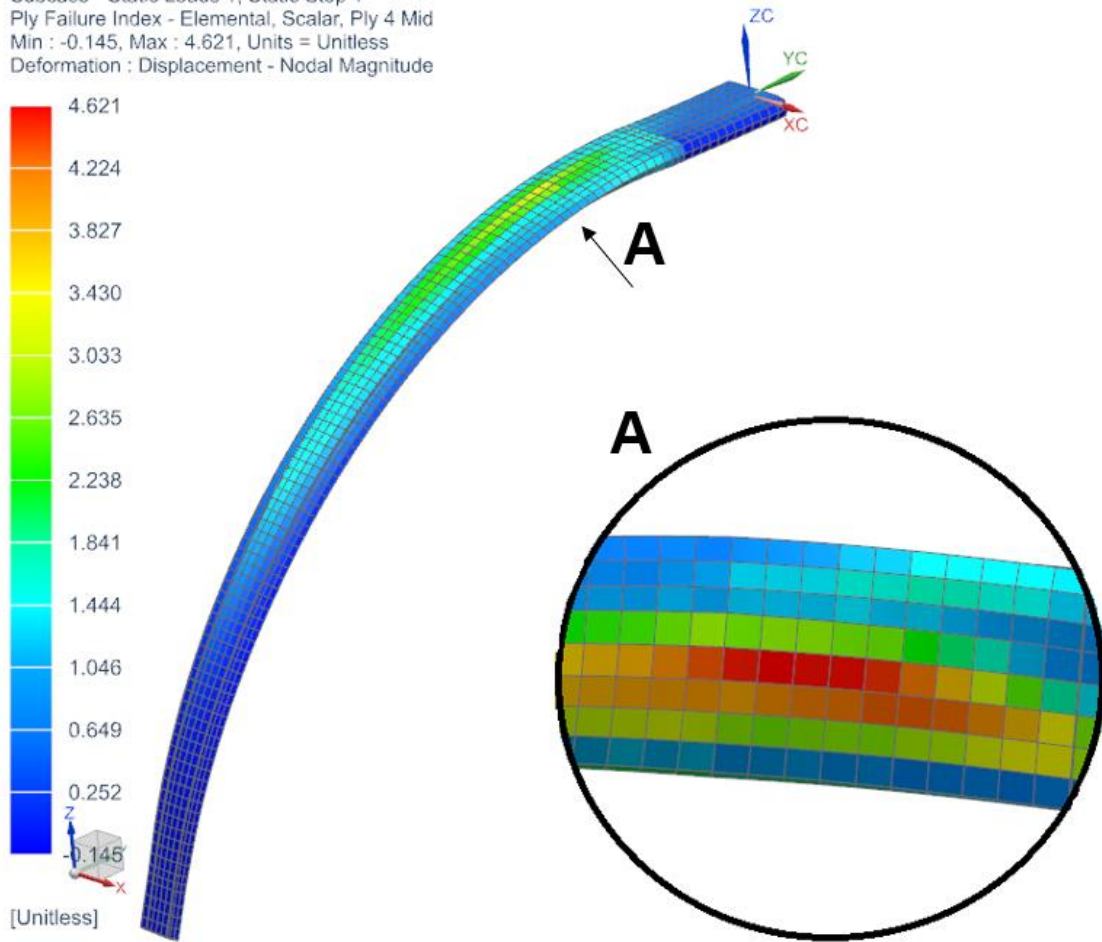 Ply Failure Index - Elemental, Scalar, Ply 4 Mid
Min : -0.145, Max : 4.621, Units = Unitless
Deformation : Displacement - Nodal Magnitude
4.621
4.224
3.827
3.430
3.033
2.635
2.238
1.841
1.444
1.046
0.649
0.252
-0.145
[Unitless]
Z
X
ZC
YC
XC
A
A